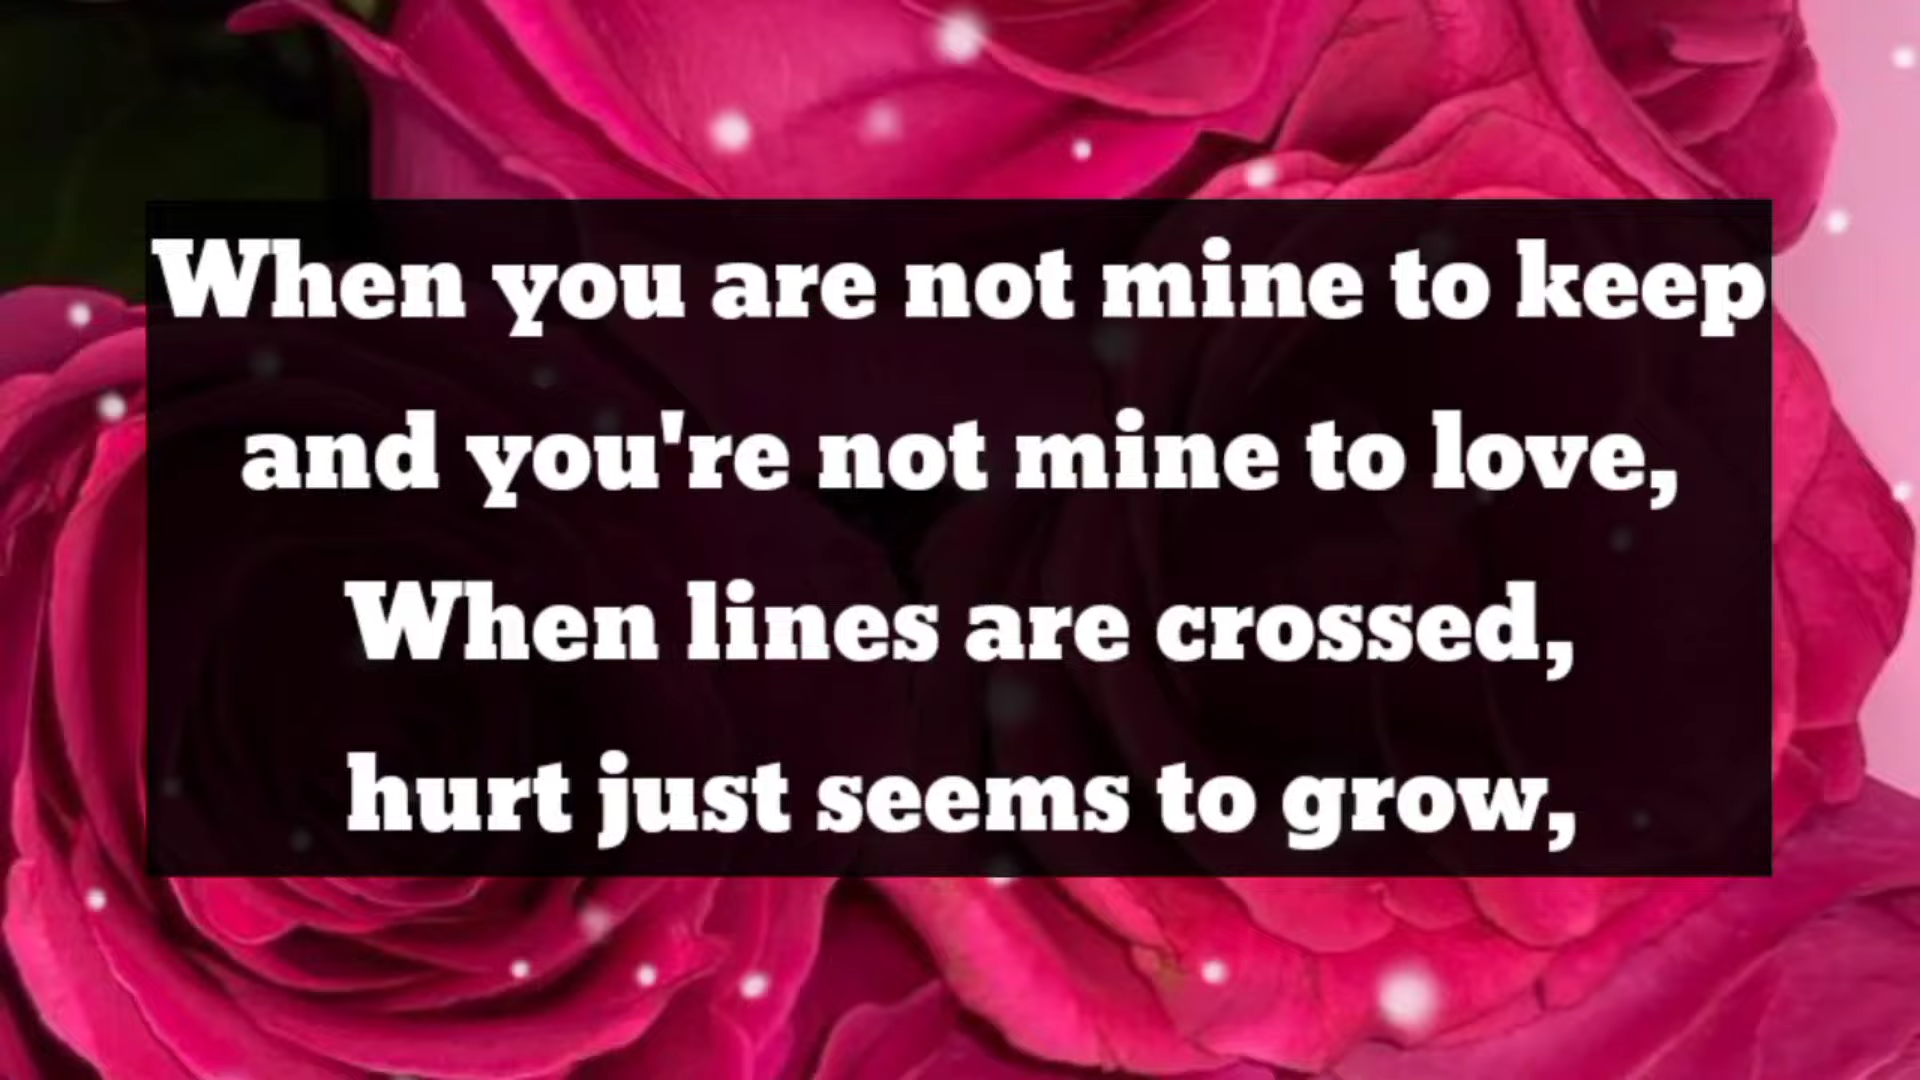 When you are not mine to keep
and you're not mine to love,
When lines are crossed,
hurt just seems to grow,